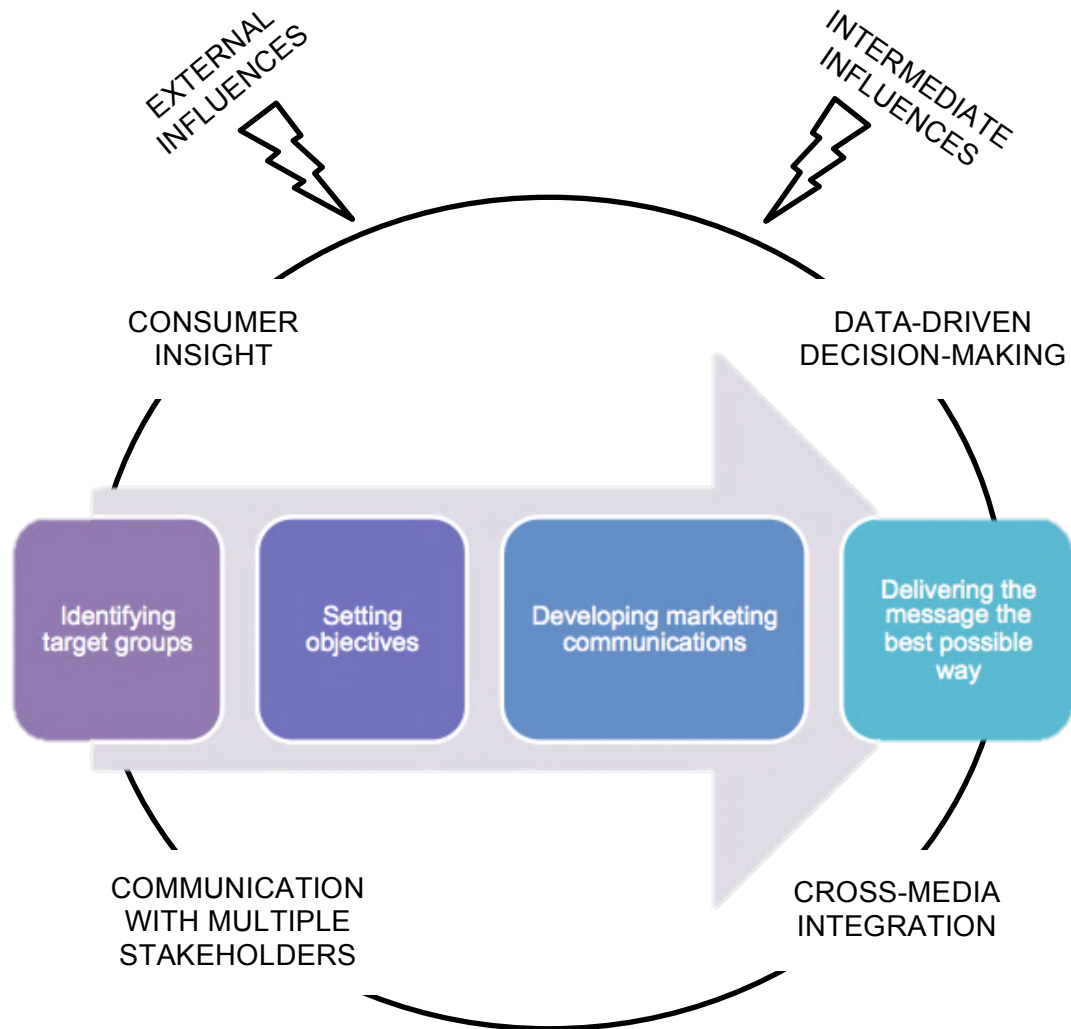 EXTERNAL
INFLUENCES
INTERMEDIATE
INFLUENCES
CONSUMER
INSIGHT
DATA-DRIVEN
DECISION-MAKING
Identifying
target groups
Setting
objectives
Developing marketing
communications
Delivering the
message the
best possible
way
COMMUNICATION
WITH MULTIPLE
STAKEHOLDERS
CROSS-MEDIA
INTEGRATION